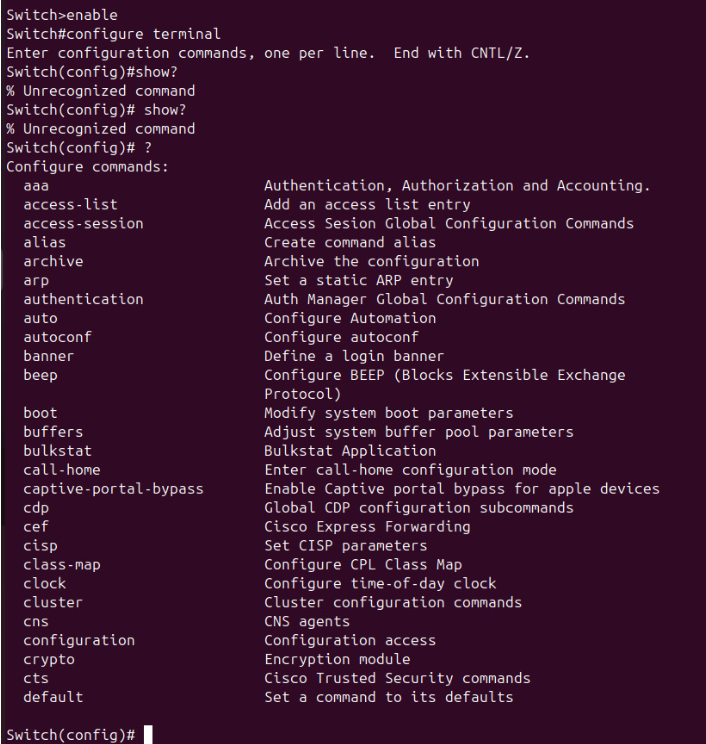 Switch>enable
Switch#configure terminal
Enter configuration commands, one per line.  End with CNTL/Z.
Switch(config)#show?
% Unrecognized command
Switch(config)# show?
% Unrecognized command
Switch(config)# ?
Configure commands:
  aaa                         Authentication, Authorization and Accounting.
  access-list                 Add an access list entry
  access-session              Access Sesion Global Configuration Commands
  alias                       Create command alias
  archive                     Archive the configuration
  arp                         Set a static ARP entry
  authentication              Auth Manager Global Configuration Commands
  auto                        Configure Automation
  autoconf                    Configure autoconf
  banner                      Define a login banner
  beep                        Configure BEEP (Blocks Extensible Exchange
                              Protocol)
  boot                        Modify system boot parameters
  buffers                     Adjust system buffer pool parameters
  bulkstat                    Bulkstat Application
  call-home                   Enter call-home configuration mode
  captive-portal-bypass       Enable Captive portal bypass for apple devices
  cdp                         Global CDP configuration subcommands
  cef                         Cisco Express Forwarding
  cisp                        Set CISP parameters
  class-map                   Configure CPL Class Map
  clock                       Configure time-of-day clock
  cluster                     Cluster configuration commands
  cns                         CNS agents
  configuration               Configuration access
  crypto                      Encryption module
  cts                         Cisco Trusted Security commands
  default                     Set a command to its defaults
Switch(config)#